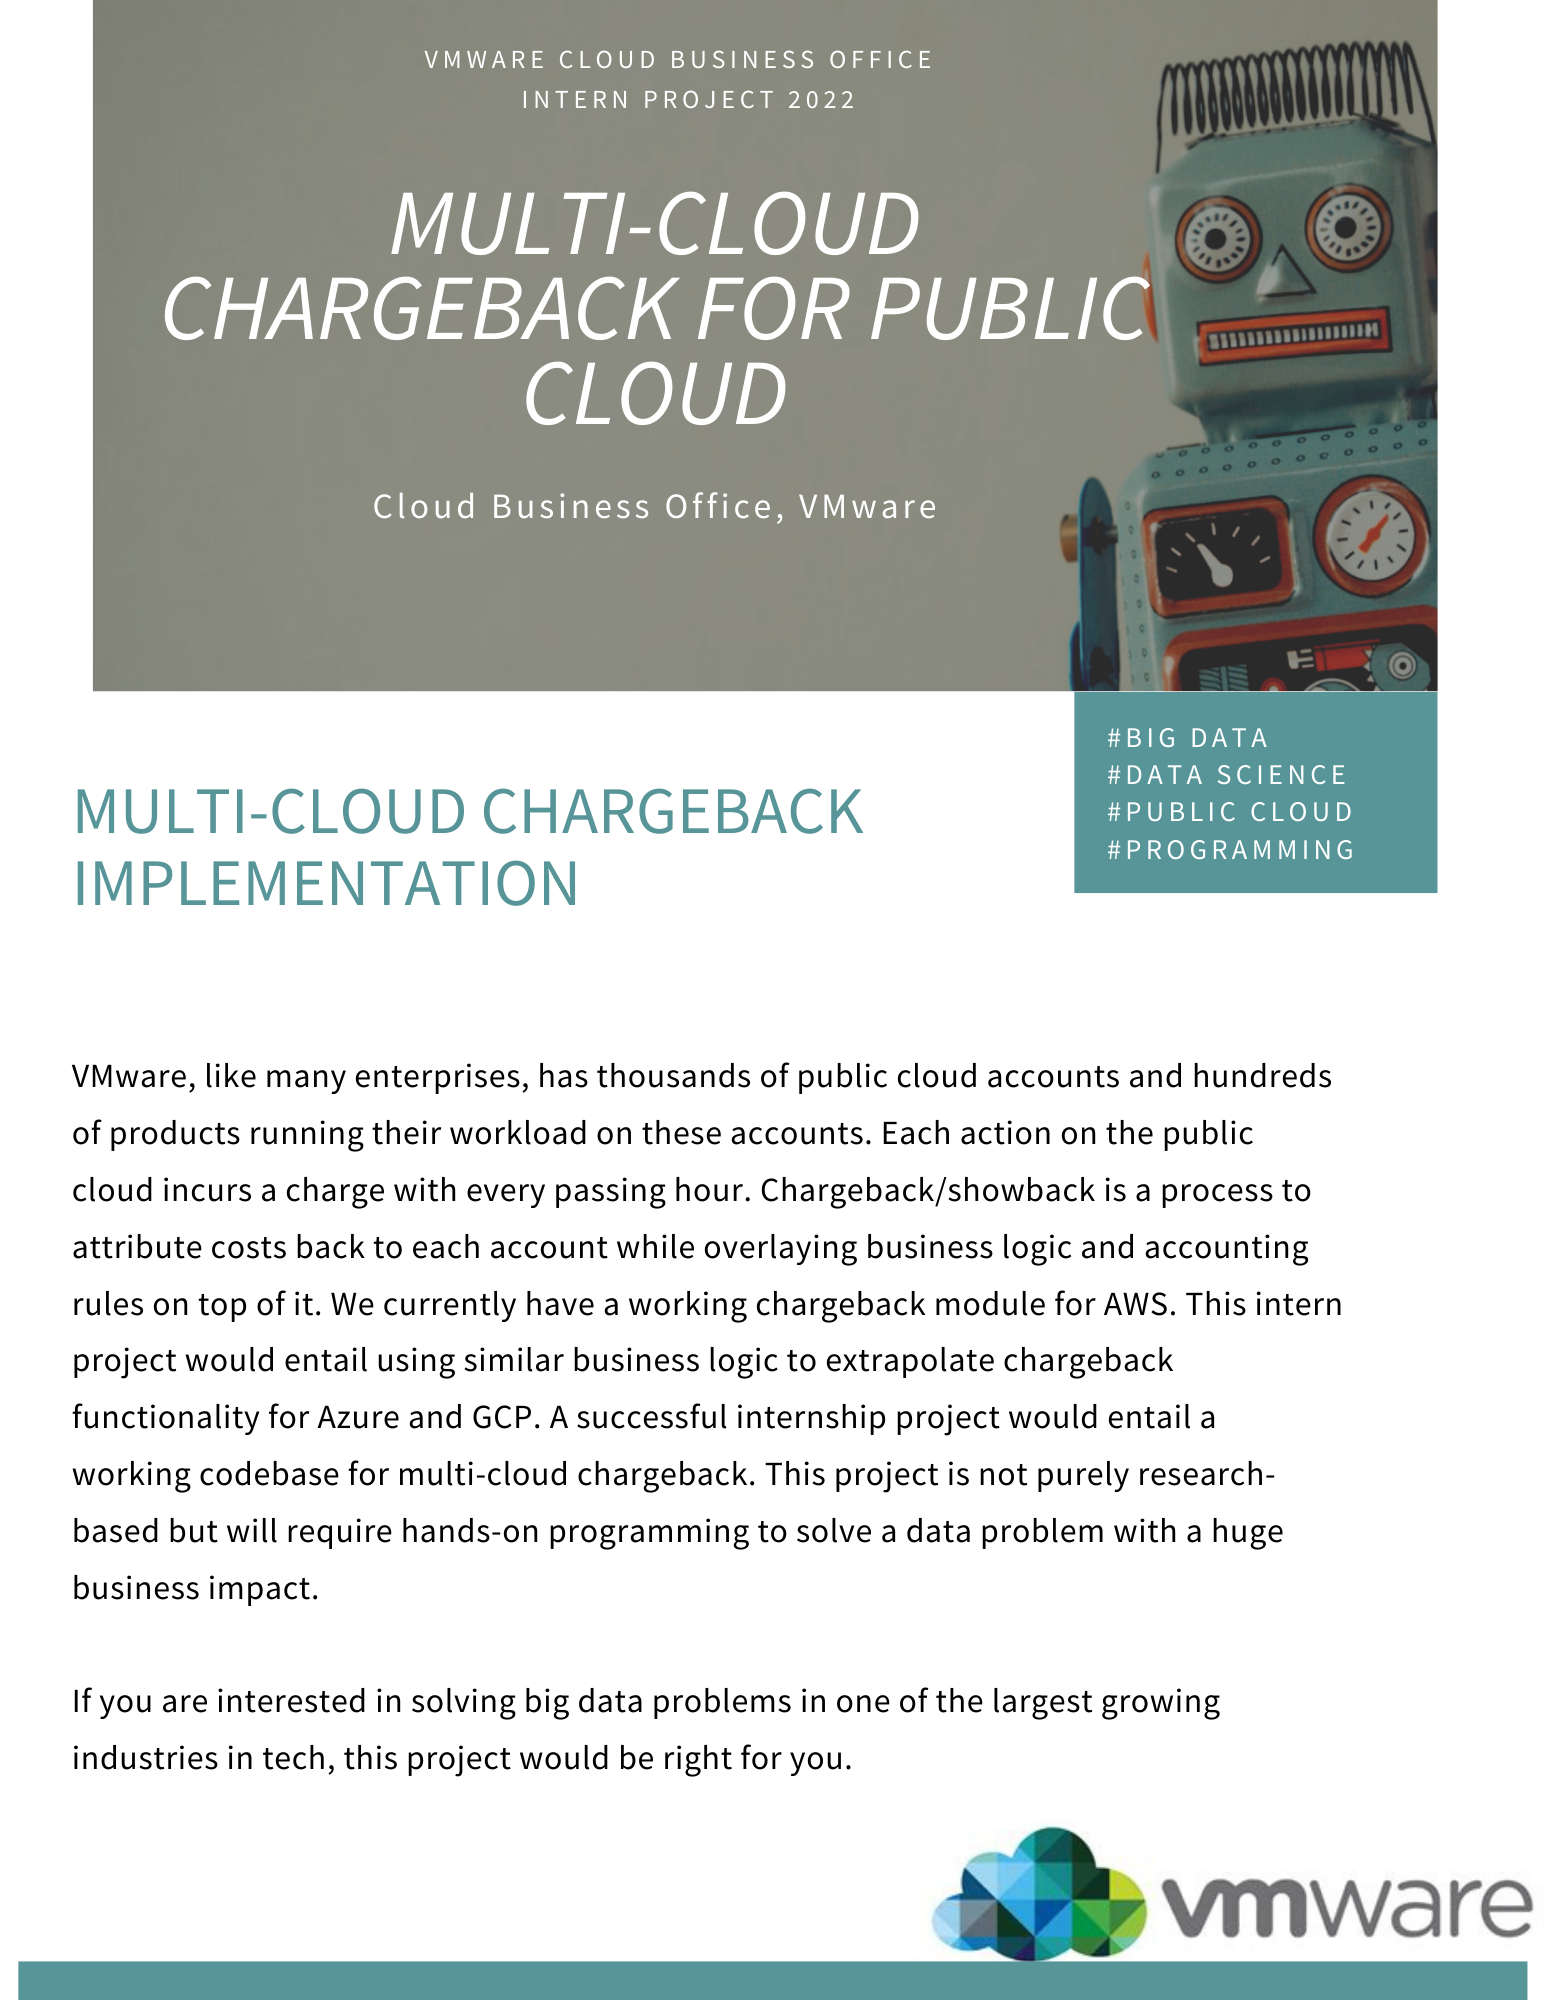 VMWARE CLOUD BUSINESS OFFICE
INTERN PROJECT 2022
MULTI-CLOUD
CHARGEBACK FOR PUBLIC
CLOUD
Cloud Business Office, VMware
#BIG DATA
#DATA SCIENCE
#PUBLIC CLOUD
#PROGRAMMING
MULTI-CLOUD CHARGEBACK
IMPLEMENTATION
VMware, like many enterprises, has thousands of public cloud accounts and hundreds
of products running their workload on these accounts. Each action on the public
cloud incurs a charge with every passing hour. Chargeback/showback is a process to
attribute costs back to each account while overlaying business logic and accounting
rules on top of it. We currently have a working chargeback module for AWS. This intern
project would entail using similar business logic to extrapolate chargeback
functionality for Azure and GCP. A successful internship project would entail a
working codebase for multi-cloud chargeback. This project is not purely research-
based but will require hands-on programming to solve a data problem with a huge
business impact.
If you are interested in solving big data problems in one of the largest growing
industries in tech, this project would be right for you.
vmware